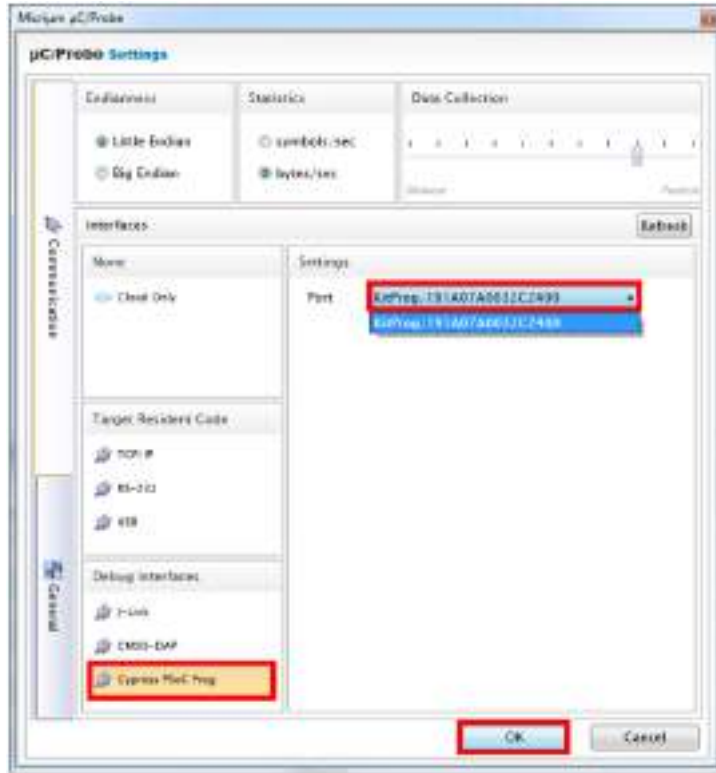 Micriµm µC/Probe
µC/Probe Settings
Endianness
Little Endian
Big Endian
Statistics
symbols/sec
bytes/sec
Data Collection
Communication
General
Interfaces
Refresh
None
Cloud Only
Target Resident Code
TCP/IP
RS-232
USB
Debug Interfaces
J-Link
CMSIS-DAP
Cypress PSoC Prog
Settings
Port
OK
Cancel